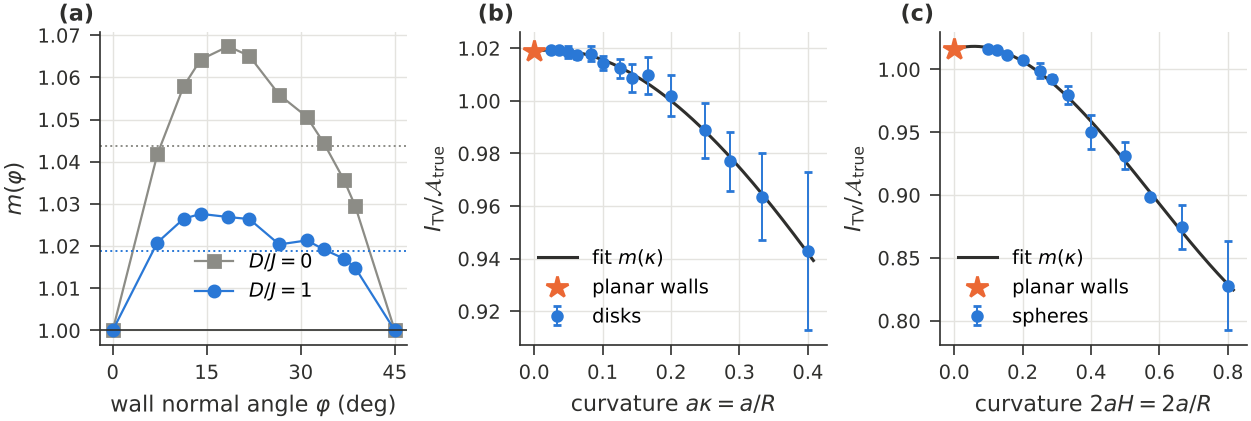 (a)
1.07
1.06
1.05
1.04
1.03
1.02
1.01
1.00
m(φ)
D/J = 0
D/J = 1
0
15
30
45
wall normal angle φ (deg)
(b)
1.02
1.00
0.98
0.96
0.94
0.92
I_TV/𝒜_true
fit m(κ)
planar walls
disks
0.0
0.1
0.2
0.3
0.4
curvature aκ = a/R
(c)
1.00
0.95
0.90
0.85
0.80
I_TV/𝒜_true
fit m(κ)
planar walls
spheres
0.0
0.2
0.4
0.6
0.8
curvature 2aH = 2a/R